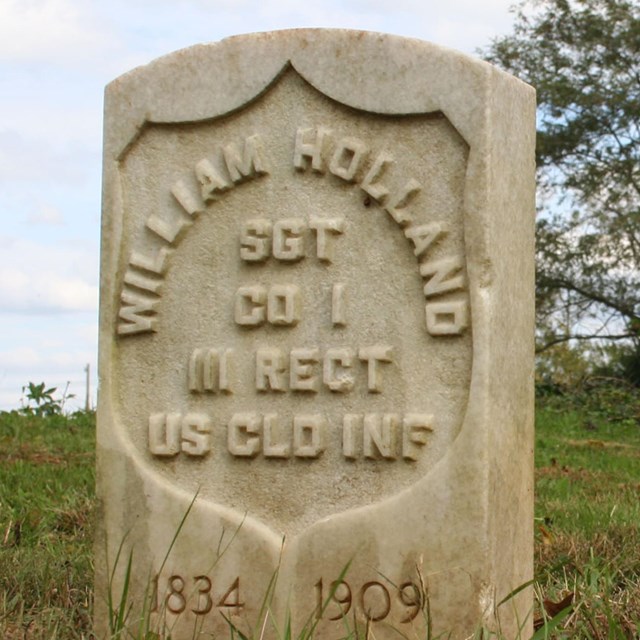 WILLIAM HOLLAND
SGT
CO I
111 REGT
US CLD INF
1834 1909